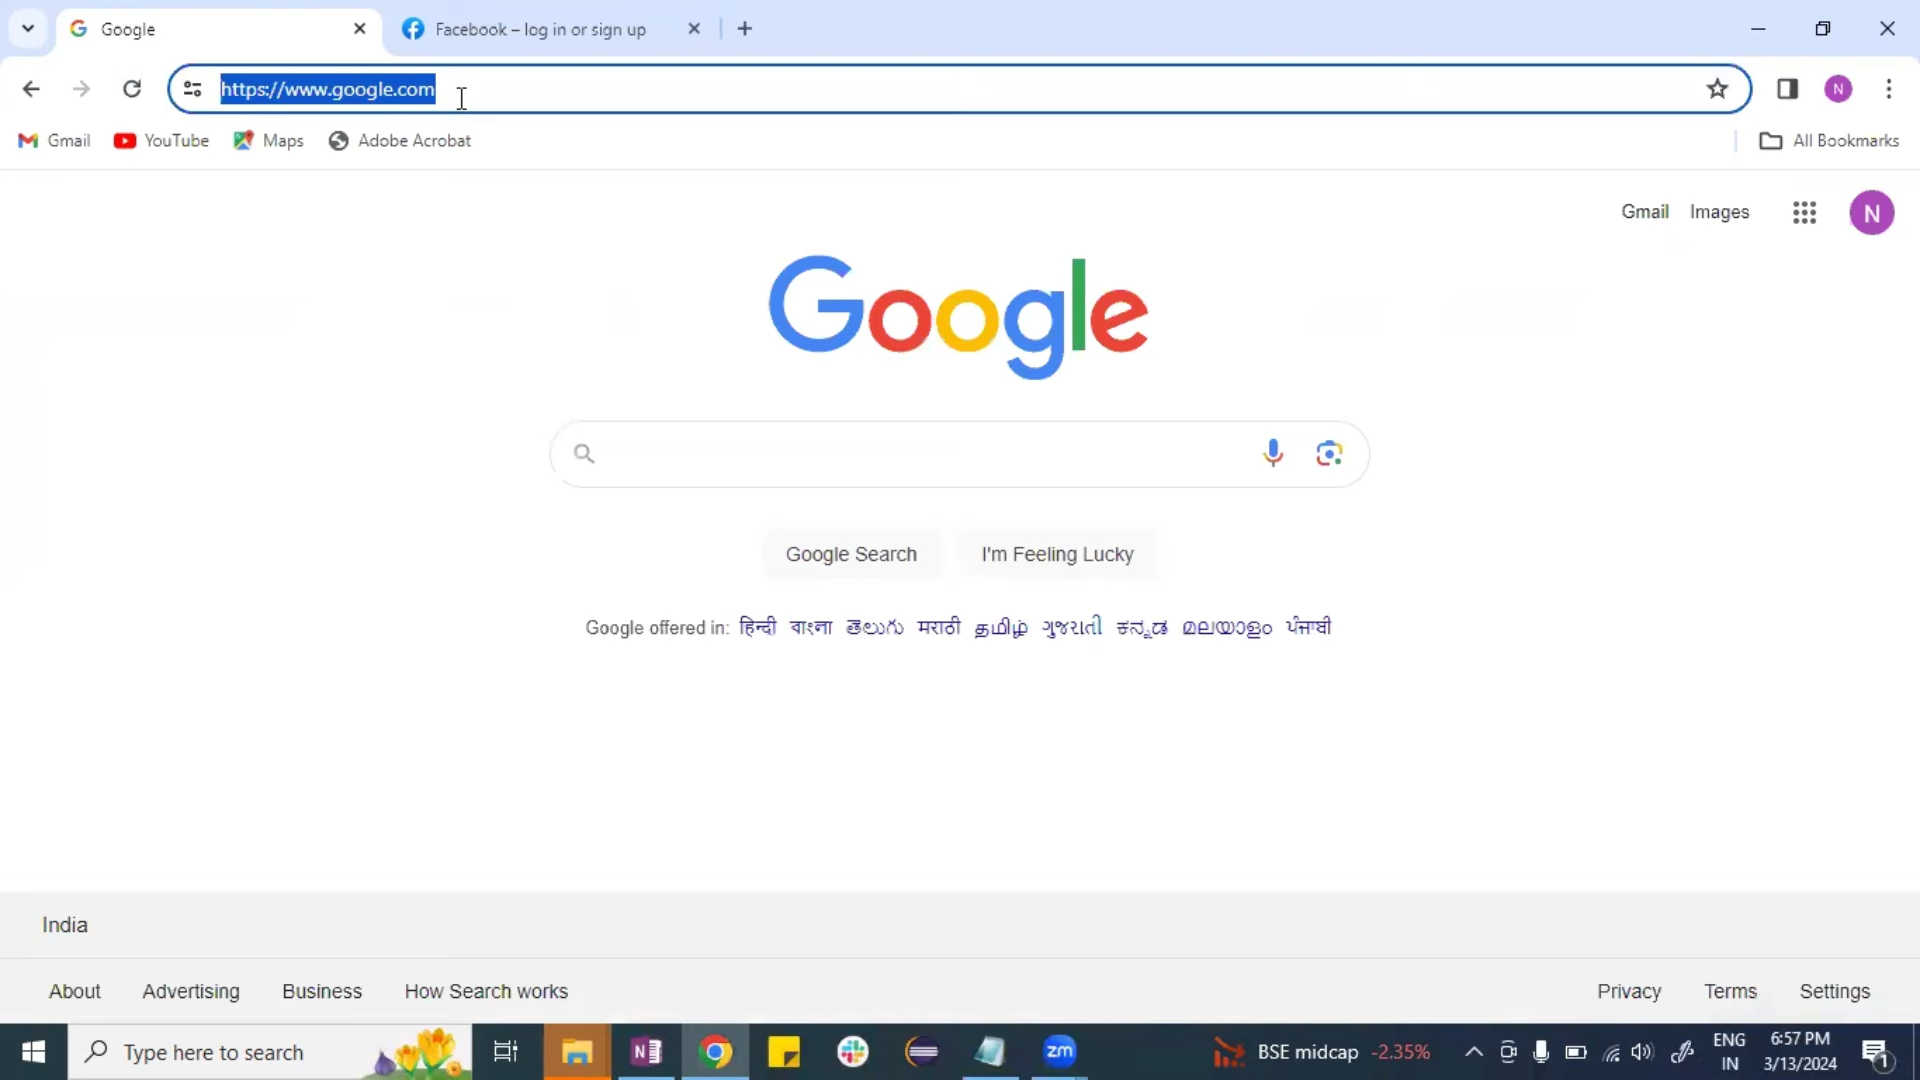 Google
Facebook – log in or sign up
https://www.google.com
N
Gmail
YouTube
Maps
Adobe Acrobat
All Bookmarks
Gmail
Images
N
Google
Google Search
I'm Feeling Lucky
Google offered in: हिन्दी বাংলা తెలుగు मराठी தமிழ் ગુજરાતી ಕನ್ನಡ മലയാളം ਪੰਜਾਬੀ
India
About
Advertising
Business
How Search works
Privacy
Terms
Settings
Type here to search
N
zm
BSE midcap -2.35%
ENG
IN
6:57 PM
3/13/2024
1